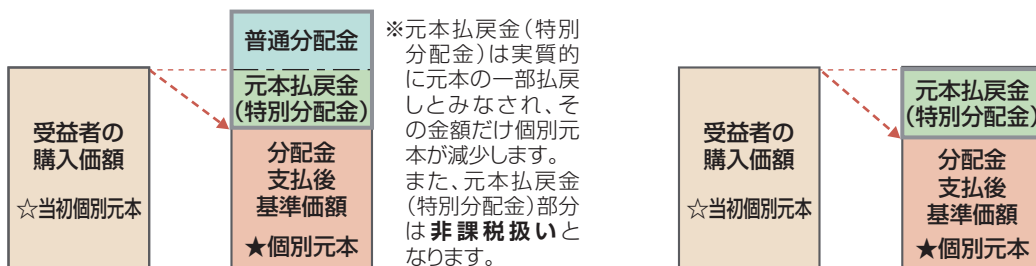 普通分配金
元本払戻金
(特別分配金)
受益者の
購入価額
☆当初個別元本
分配金
支払後
基準価額
★個別元本
※元本払戻金(特別
分配金)は実質的
に元本の一部払戻
しとみなされ、そ
の金額だけ個別元
本が減少します。
また、元本払戻金
(特別分配金)部分
は非課税扱いと
なります。
受益者の
購入価額
☆当初個別元本
元本払戻金
(特別分配金)
分配金
支払後
基準価額
★個別元本